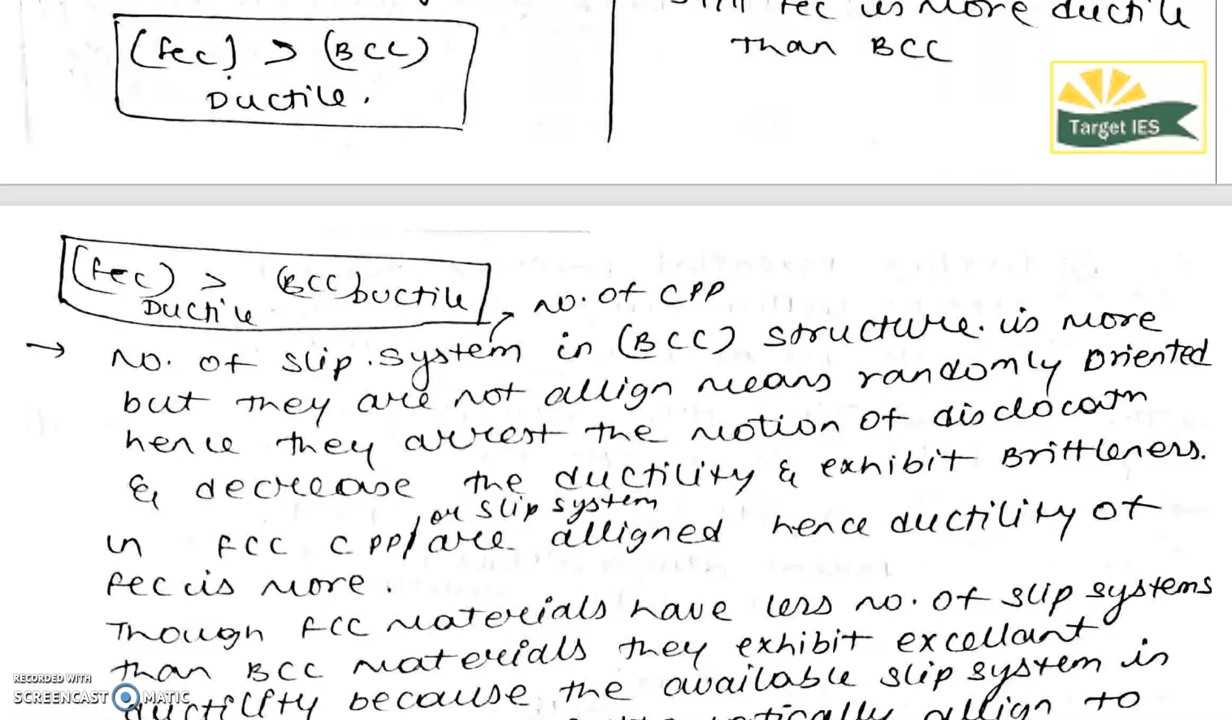 still FCC is more ductile
than BCC
(FCC) > (BCC)
Ductile.
Target IES
(FCC) > (BCC) Ductile
Ductile
no. of CPP
→ no. of slip system in (BCC) structure is more
but they are not allign means randomly oriented
hence they arrest the motion of disclocatn
& decrease the ductility & exhibit Brittleness.
or slip system
in FCC CPP/are alligned hence ductility of
FCC is more.
Though FCC materials have less no. of slip systems
than BCC materials they exhibit excellant
ductility because the available slip system in
allign to
RECORDED WITH
SCREENCAST MATIC